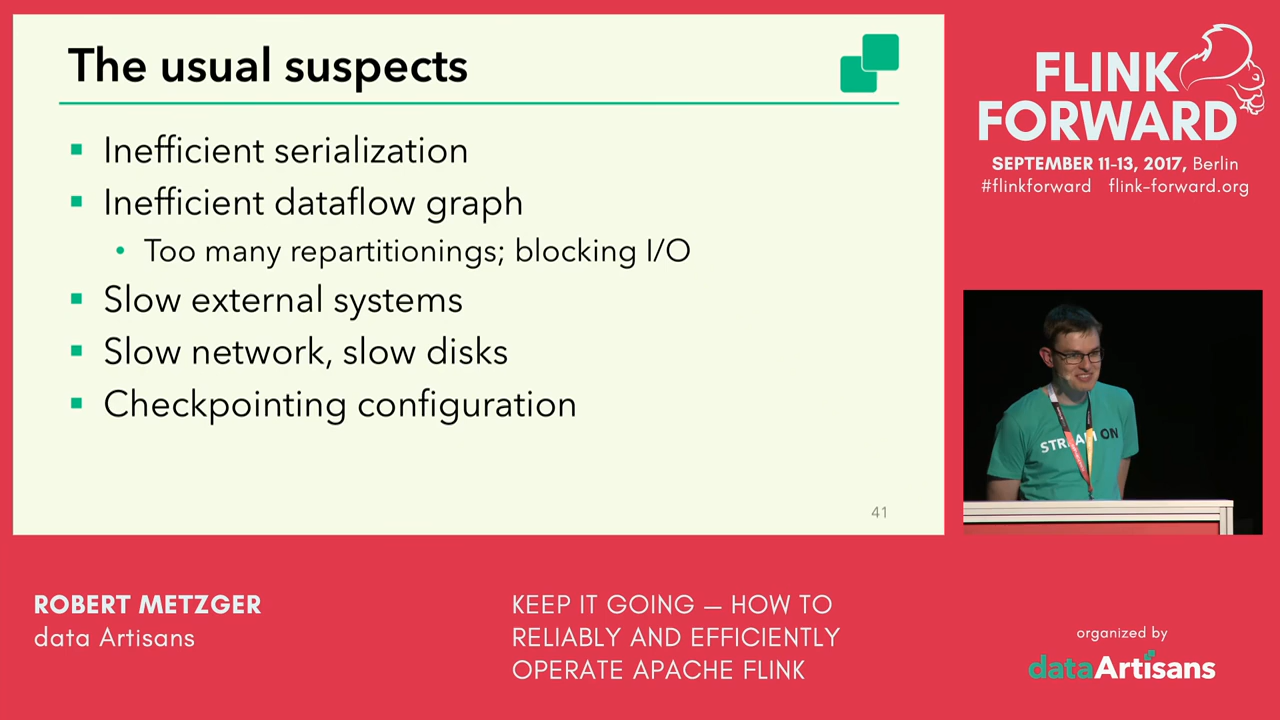 The usual suspects
Inefficient serialization
Inefficient dataflow graph
Too many repartitionings; blocking I/O
Slow external systems
Slow network, slow disks
Checkpointing configuration
41
FLINK
FORWARD
SEPTEMBER 11-13, 2017, Berlin
#flinkforward flink-forward.org
STREAM ON
ROBERT METZGER
data Artisans
KEEP IT GOING — HOW TO
RELIABLY AND EFFICIENTLY
OPERATE APACHE FLINK
organized by
dataArtisans